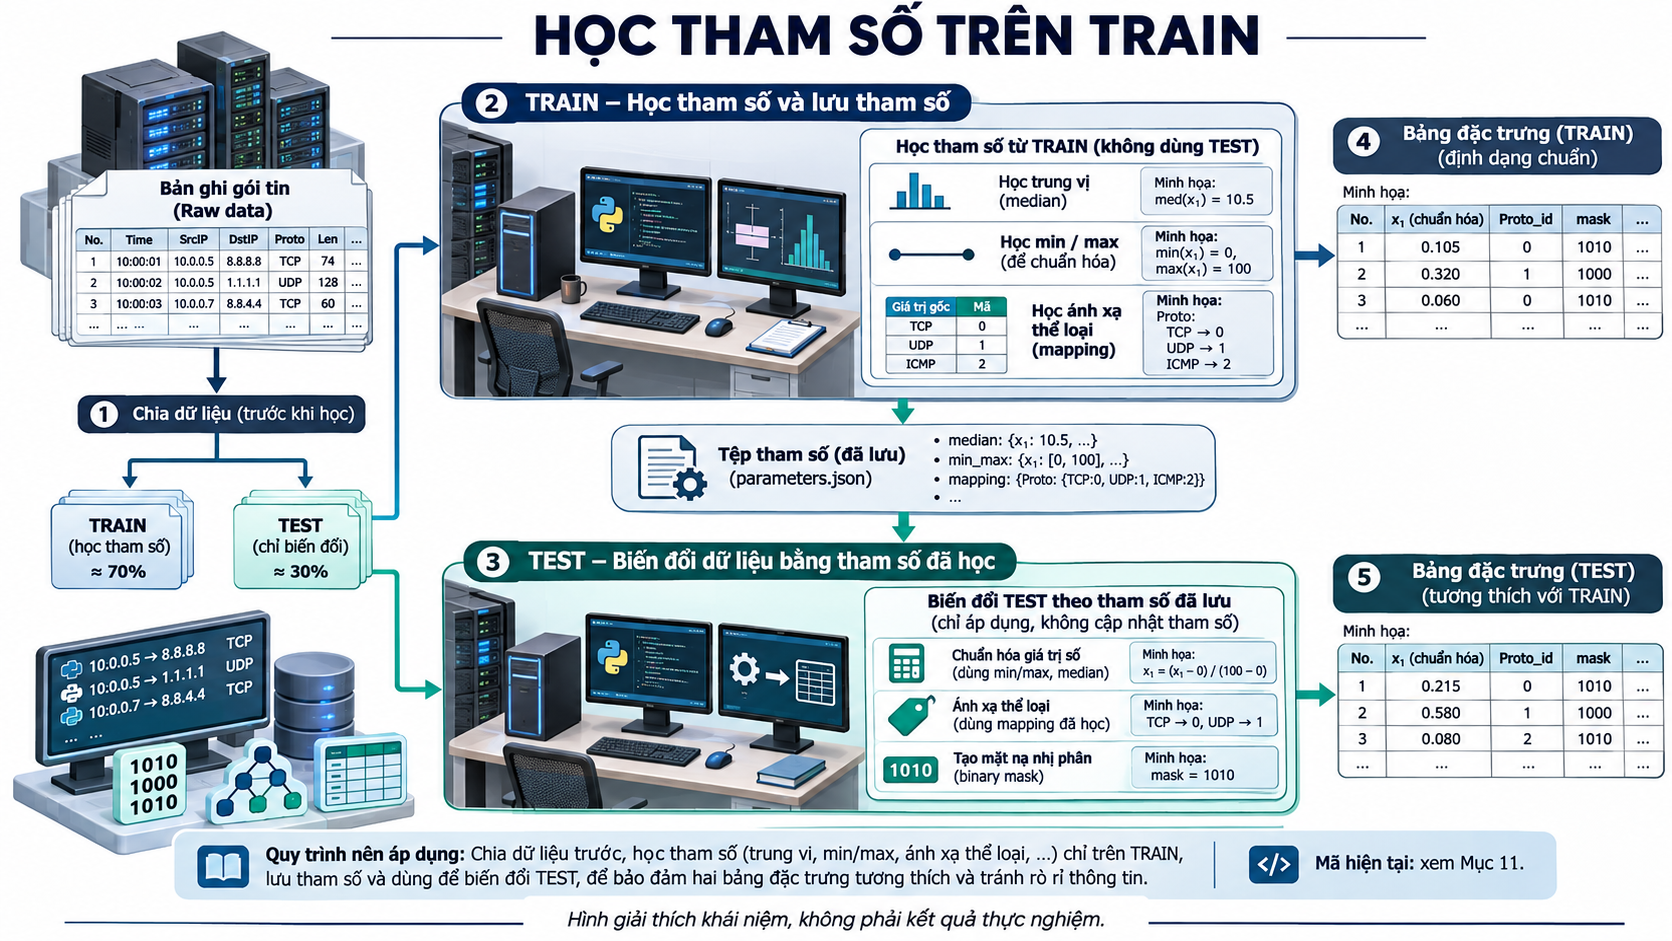 HỌC THAM SỐ TRÊN TRAIN
Bản ghi gói tin
(Raw data)
No. Time SrcIP DstIP Proto Len ...
1 10:00:01 10.0.0.5 8.8.8.8 TCP 74 ...
2 10:00:02 10.0.0.5 1.1.1.1 UDP 128 ...
3 10:00:03 10.0.0.7 8.8.4.4 TCP 60 ...
... ... ... ... ... ... ... ...
1 Chia dữ liệu (trước khi học)
TRAIN
(học tham số)
≈ 70%
TEST
(chỉ biến đổi)
≈ 30%
10:0.0.5 → 8.8.8.8 TCP
10:0.0.5 → 1.1.1.1 UDP
10:0.0.7 → 8.8.4.4 TCP
... ...
1010
1000
1010
2 TRAIN – Học tham số và lưu tham số
Học tham số từ TRAIN (không dùng TEST)
Học trung vị
(median)
Minh họa:
med(x₁) = 10.5
Học min / max
(để chuẩn hóa)
Minh họa:
min(x₁) = 0,
max(x₁) = 100
Giá trị gốc Mã
TCP 0
UDP 1
ICMP 2
Học ánh xạ
thể loại
(mapping)
Minh họa:
Proto:
TCP → 0
UDP → 1
ICMP → 2
Tệp tham số (đã lưu)
(parameters.json)
• median: {x₁: 10.5, ...}
• min_max: {x₁: [0, 100], ...}
• mapping: {Proto: {TCP:0, UDP:1, ICMP:2}}
• ...
3 TEST – Biến đổi dữ liệu bằng tham số đã học
Biến đổi TEST theo tham số đã lưu
(chỉ áp dụng, không cập nhật tham số)
Chuẩn hóa giá trị số
(dùng min/max, median)
Minh họa:
x₁ = (x₁ − 0) / (100 − 0)
Ánh xạ thể loại
(dùng mapping đã học)
Minh họa:
TCP → 0, UDP → 1
1010
Tạo mặt nạ nhị phân
(binary mask)
Minh họa:
mask = 1010
4 Bảng đặc trưng (TRAIN)
(định dạng chuẩn)
Minh họa:
No. x₁ (chuẩn hóa) Proto_id mask ...
1 0.105 0 1010 ...
2 0.320 1 1000 ...
3 0.060 0 1010 ...
... ... ... ... ...
5 Bảng đặc trưng (TEST)
(tương thích với TRAIN)
Minh họa:
No. x₁ (chuẩn hóa) Proto_id mask ...
1 0.215 0 1010 ...
2 0.580 1 1000 ...
3 0.080 2 1010 ...
... ... ... ... ...
Quy trình nên áp dụng: Chia dữ liệu trước, học tham số (trung vi, min/max, ánh xạ thể loại, ...) chỉ trên TRAIN,
lưu tham số và dùng để biến đổi TEST, để bảo đảm hai bảng đặc trưng tương thích và tránh rò rỉ thông tin.
</> Mã hiện tại: xem Mục 11.
Hình giải thích khái niệm, không phải kết quả thực nghiệm.